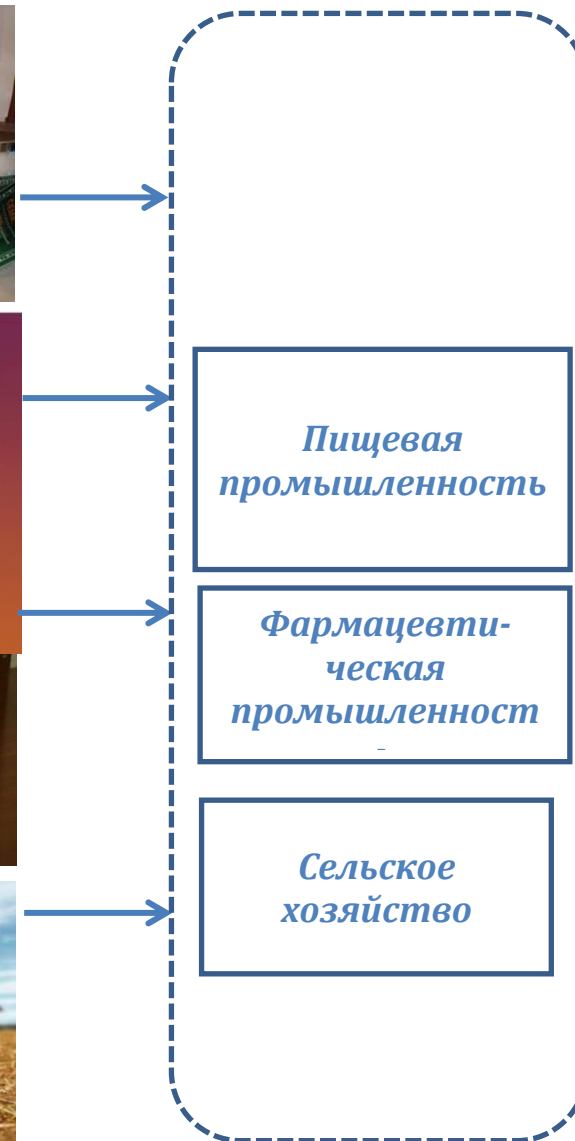 Пищевая
промышленность
Фармацевти-
ческая
промышленност
Сельское
хозяйство